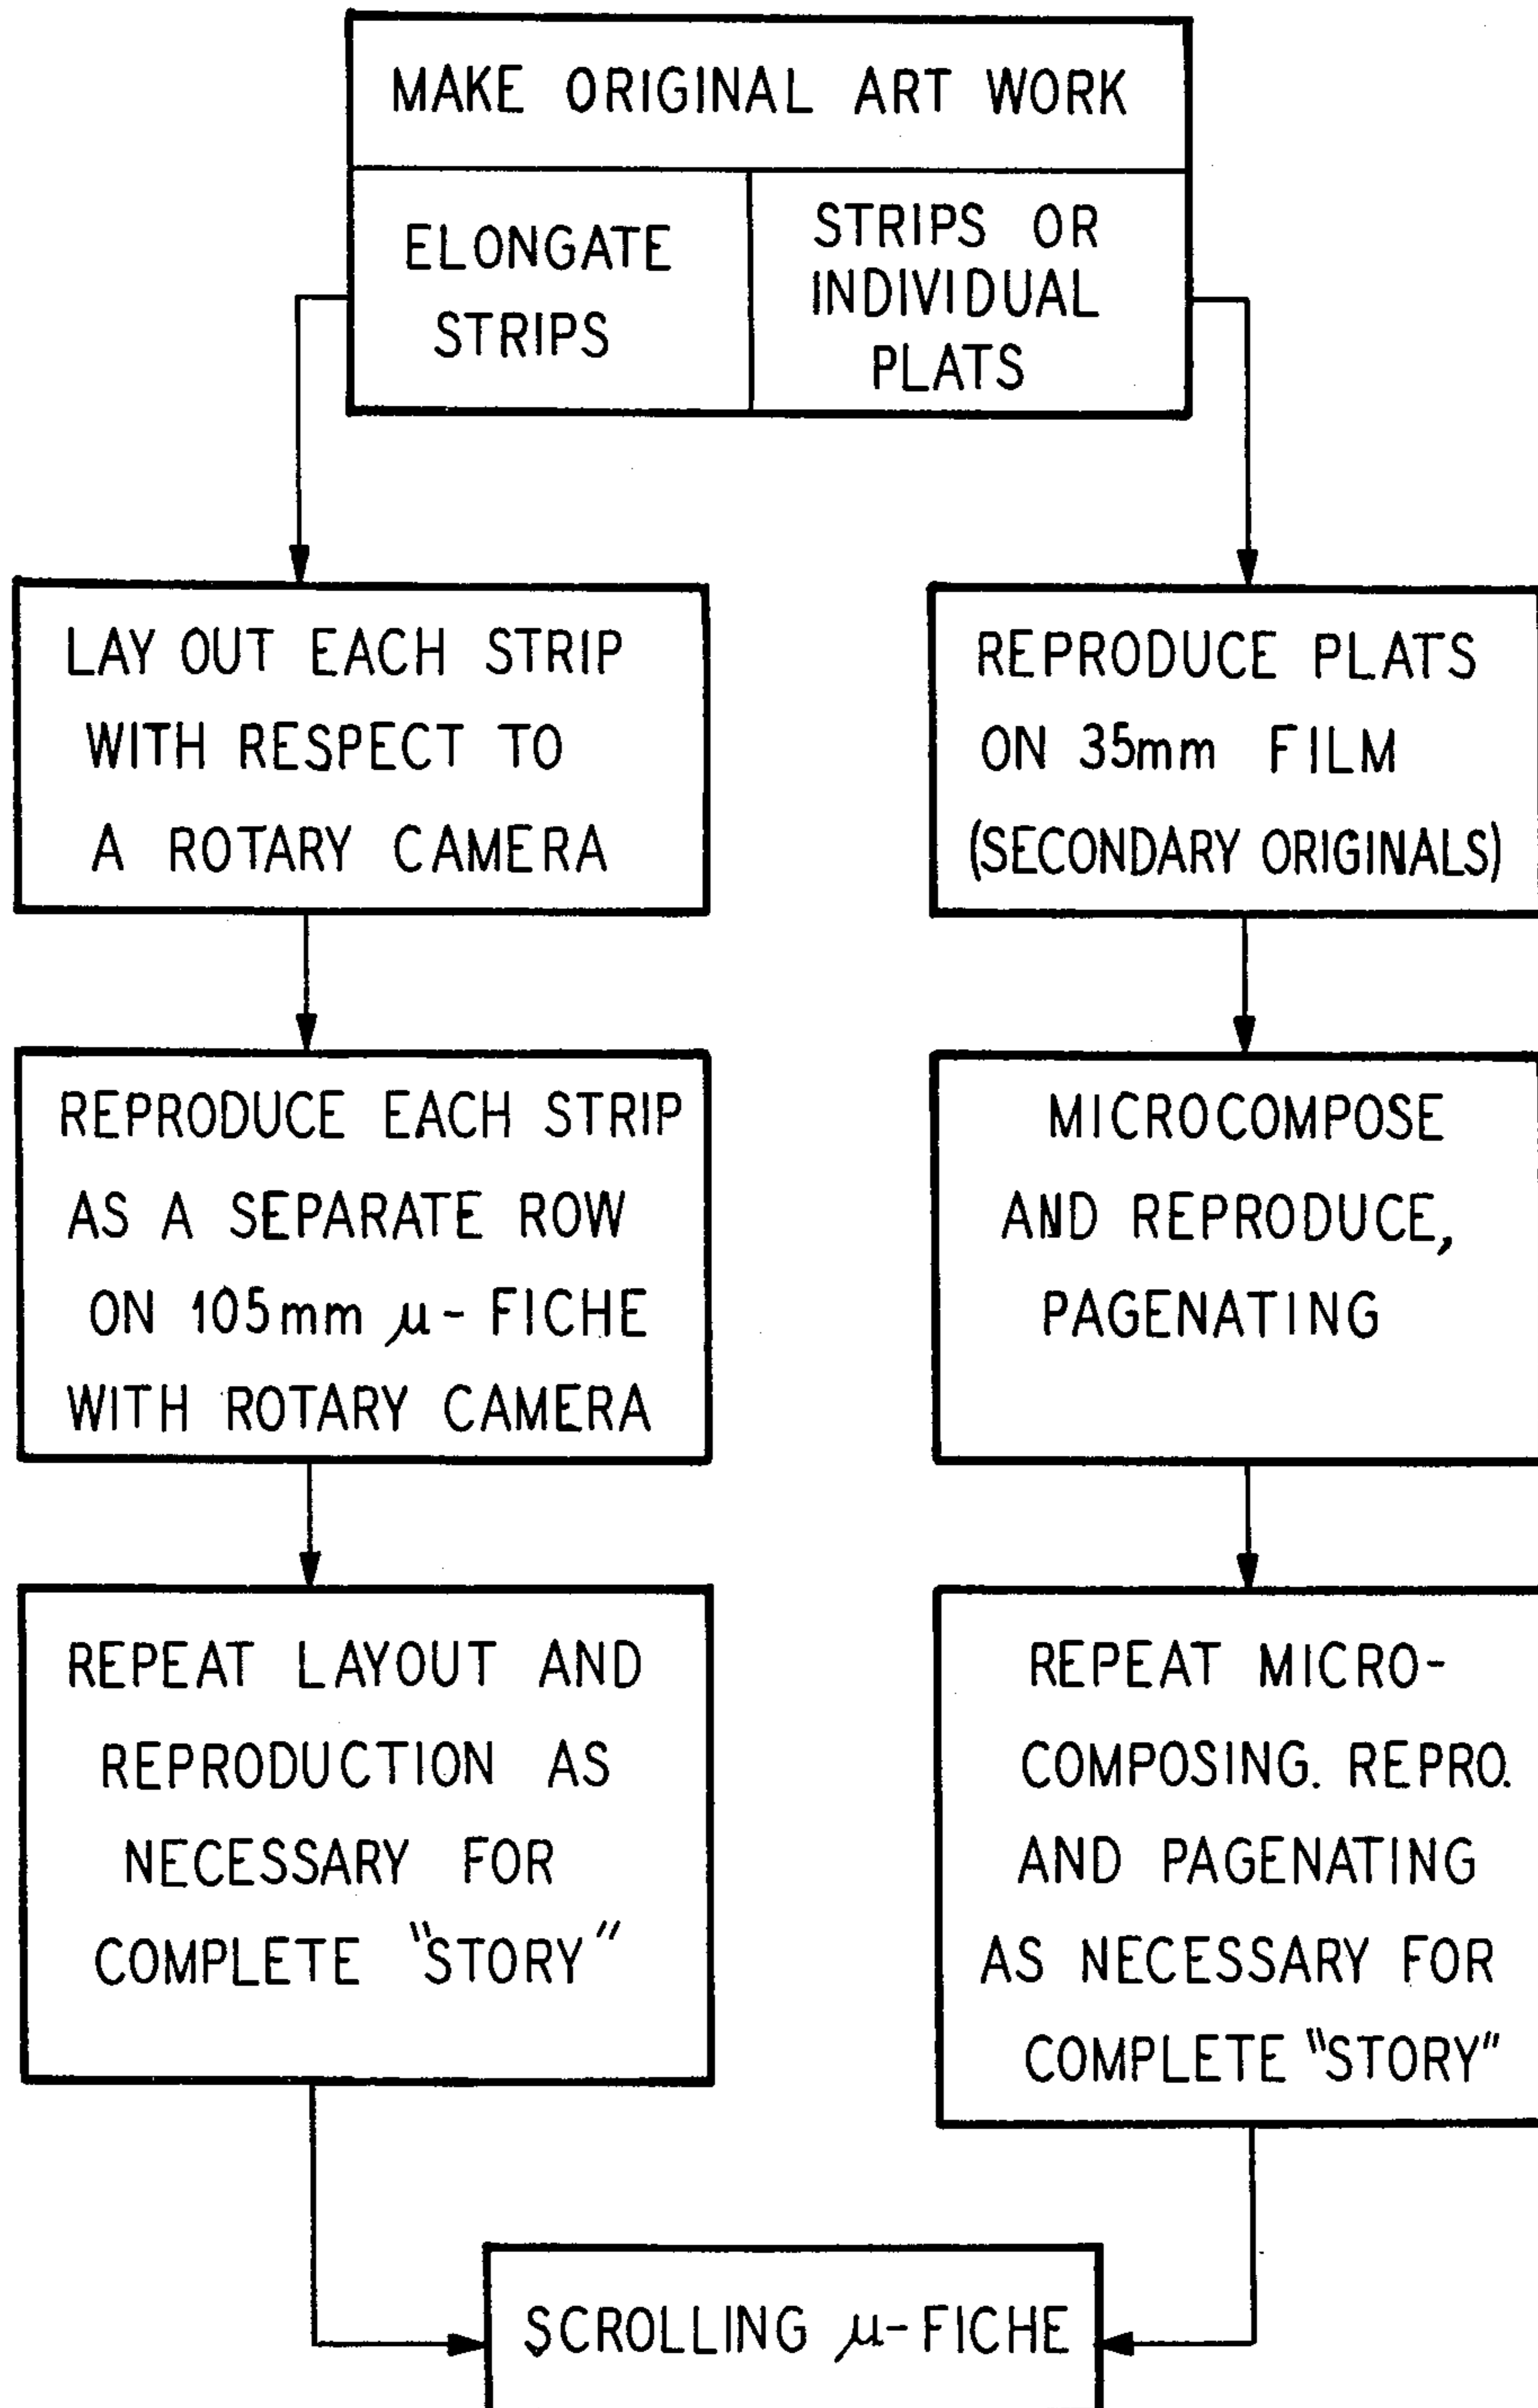 MAKE ORIGINAL ART WORK
ELONGATE
STRIPS
STRIPS OR
INDIVIDUAL
PLATS
LAY OUT EACH STRIP
WITH RESPECT TO
A ROTARY CAMERA
REPRODUCE EACH STRIP
AS A SEPARATE ROW
ON 105mm μ-FICHE
WITH ROTARY CAMERA
REPEAT LAYOUT AND
REPRODUCTION AS
NECESSARY FOR
COMPLETE "STORY"
REPRODUCE PLATS
ON 35mm FILM
(SECONDARY ORIGINALS)
MICROCOMPOSE
AND REPRODUCE,
PAGENATING
REPEAT MICRO-
COMPOSING. REPRO.
AND PAGENATING
AS NECESSARY FOR
COMPLETE "STORY"
SCROLLING μ-FICHE